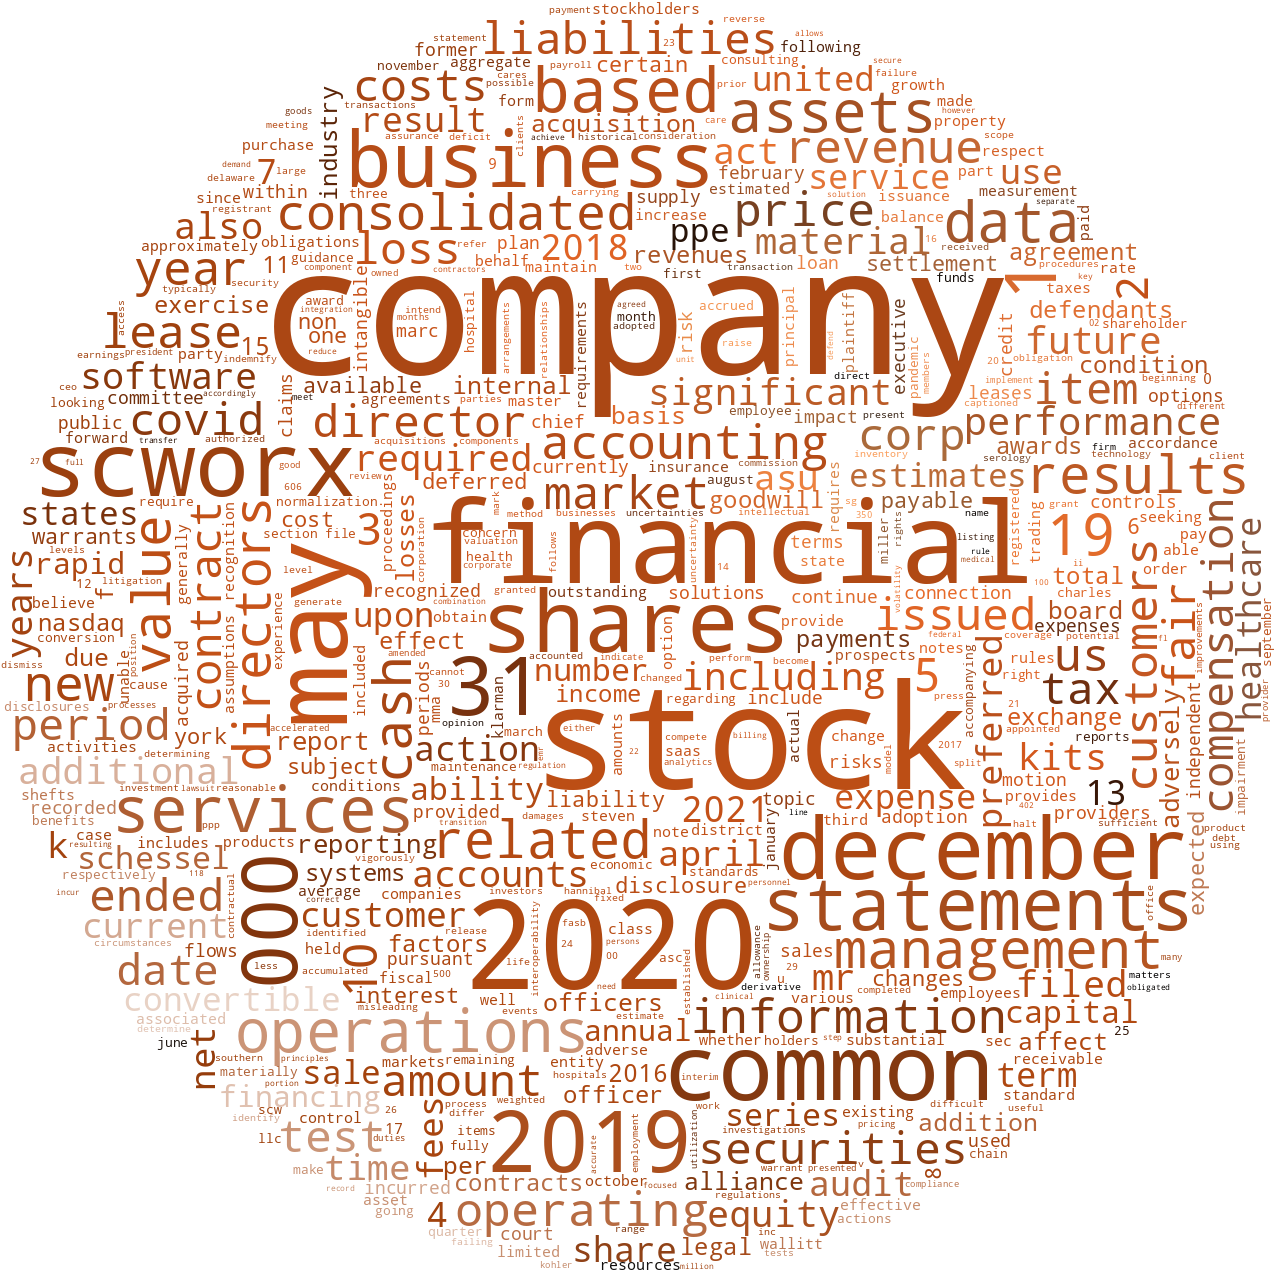 payment stockholders reverse
statement liabilities 23 allows
former following
november aggregate payroll certain consulting secure
costs cares possible based united failure
transactions form prior growth
goods result acquisition assets made however
meeting industry assurance deficit clients achieve historical consideration care property
purchase business act revenue scope respect
demand 7 large 9 february service part use
delaware within three carrying estimated solution measurement
since consolidated supply issuance separate
registrant increase price balance data paid
also obligations refer plan 2018 ppe material 16 received
approximately guidance loss behalf maintain revenues settlement agreement
component year 11 owned contractors two first transaction loan funds procedures rate
typically security company key taxes 2
access exercise award integration intend agreed month accrued principal 1 defendants
lease non months hospital arrangements relationships adopted risk plaintiff executive credit 02 shareholder
earnings president party 15 one marc intangible requirements raise defend pandemic 20 future obligation
indemnify reduce unit members condition
ceo software accordingly meet available internal direct significant implement item beginning 0
looking committee claims agreements parties master leases captioned options different
public covid director chief basis employee impact present performance
forward transfer authorized acquisitions components accounting corp awards firm accordance
27 full scworx good required currently insurance commission inventory serology technology client
require 606 review deferred august asu estimates results
states normalization market goodwill payable registered grant controls
warrants cost proceedings losses concern mark method businesses uncertainties intellectual sg 350 name 19 6 seeking
levels value contract section file valuation financial terms miller requires rights listing trading pay
rapid recognition level health follows uncertainty state rule able
12 litigation generally 3 recognized corporate corporation 14 volatility medical ii order
years f generate granted outstanding solutions continue connection 100 total charles compensation healthcare
believe assumptions directors may upon combination shares provide issued board customers fair
nasdaq conversion experience effect obtain payments expenses improvements
dismiss due position amended accounted indicate option perform become federal coverage potential fl september
unable cause acquired included periods cannot 31 number changed prospects notes preferred rules us
new processes accelerated cash mma 30 klarman income including 5 right
disclosures opinion either regarding include press accompanying 21 tax provider
period york report march change 2017 exchange appointed adversely independent
activities determining action amounts compete saas billing actual risks split reports
additional subject maintenance emr regulation 22 analytics model motion kits impairment
investment lawsuit reasonable conditions stock provides
shefts benefits services ability liability 2021 topic expense 402 13 expected
recorded ppp provided damages steven january line third adoption halt providers sufficient
k case includes products reporting transition related note district product
resulting schessel vigorously economic april standards december debt using
respectively 118 systems accounts
incur ended contractual average companies investors hannibal disclosure personnel statements office
current 000 customer correct fixed 2020
circumstances identified release fasb class management
date flows less held 10 factors 24 persons interoperability allowance ownership sales many
accumulated pursuant life 00 asc established 29 mr changes matters
convertible misleading interest fiscal 500 need derivative u employees filed obligated
associated well events officers clinical various completed capital
determine operations estimate annual information 25
june net adverse whether holders step substantial sec affect
southern principles markets remaining entity common receivable
materially sale hospitals 2016 interim term
financing portion amount weighted officer standard
identify scw control 26 process differ work series existing difficult useful
test 17 fees items 2019 accurate employment utilization investigations pricing addition
llc duties fully securities used
make time per focused warrant presented v chain
record incurred contracts october alliance regulations audit compliance 8
asset effective
going 4 operating equity actions
quarter court range inc wallitt
failing limited share legal tests
kohler resources million